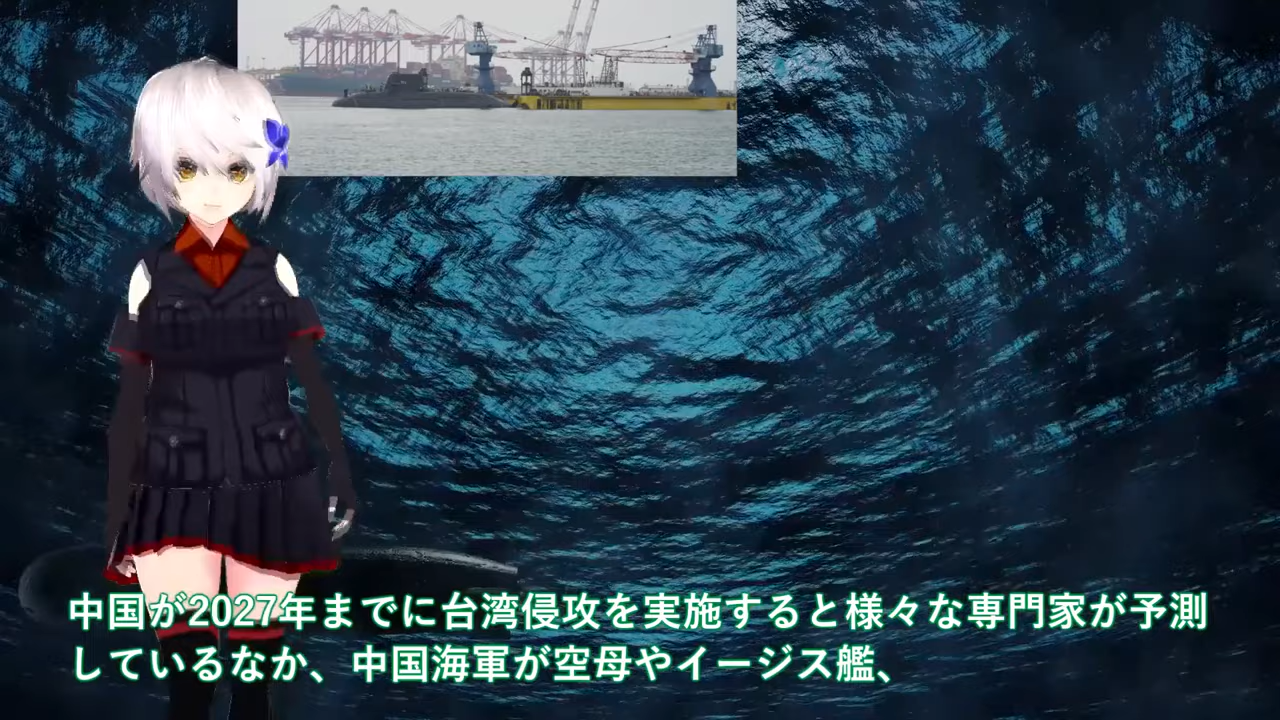 中国が2027年までに台湾侵攻を実施すると様々な専門家が予測
しているなか、中国海軍が空母やイージス艦、